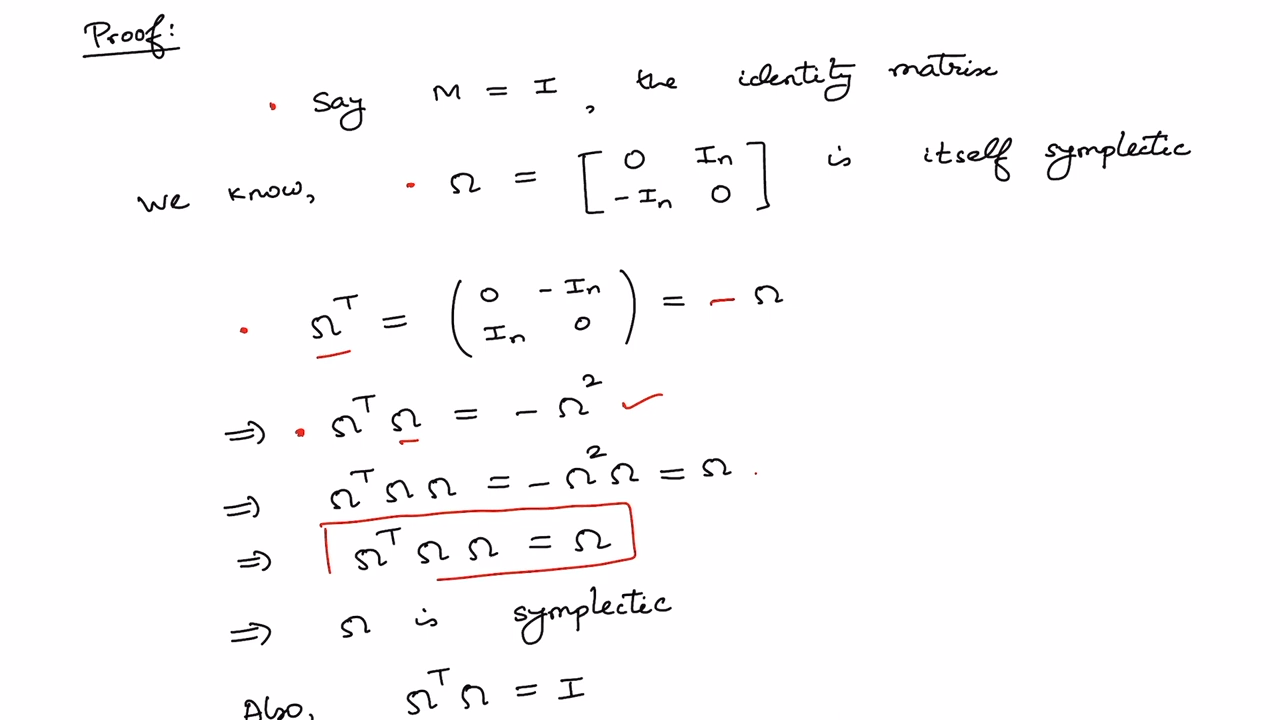 Proof:
· Say M = I, the identity matrix
We know, · Ω = [ 0 In ; -In 0 ] is itself symplectic
· Ω^T = ( 0 -In ; In 0 ) = - Ω
⇒ · Ω^T Ω = - Ω^2 ✓
⇒ Ω^T Ω Ω = - Ω^2 Ω = Ω .
⇒ Ω^T Ω Ω = Ω
⇒ Ω is symplectic
Also, Ω^T Ω = I